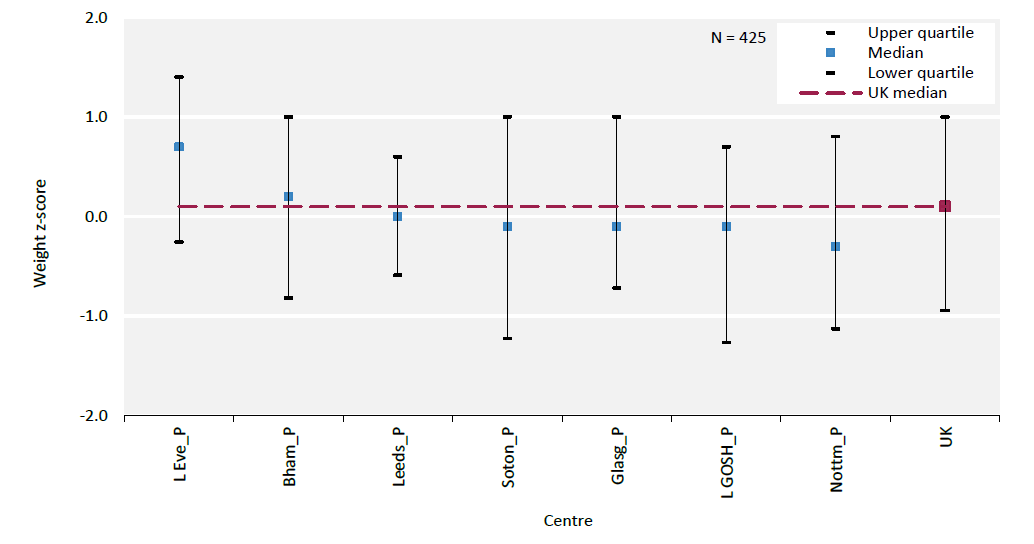 2.0
N = 425
Upper quartile
Median
Lower quartile
UK median
1.0
0.0
-1.0
-2.0
Weight z-score
L Eve_P
Bham_P
Leeds_P
Soton_P
Glasg_P
L GOSH_P
Nottm_P
UK
Centre